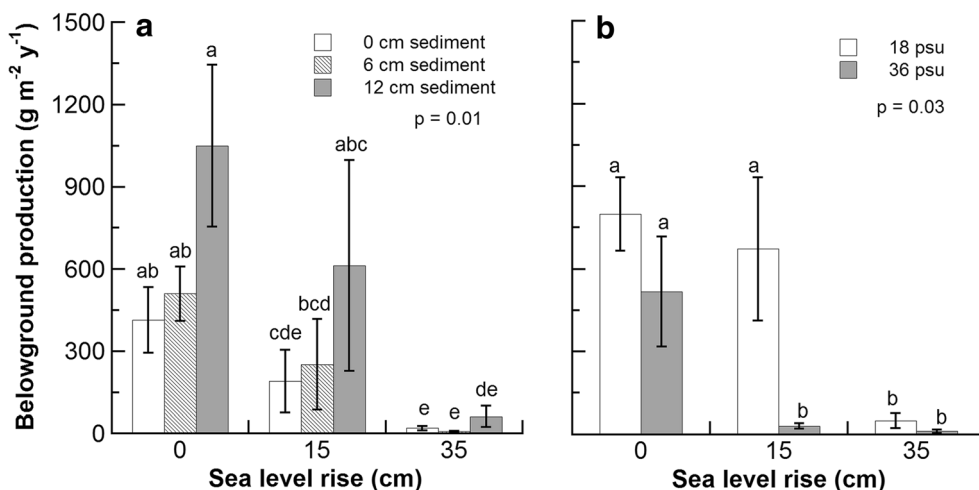 a
0 cm sediment
6 cm sediment
12 cm sediment
p = 0.01
Belowground production (g m⁻² y⁻¹)
1500
1200
900
600
300
0
ab
ab
a
cde
bcd
abc
e
e
de
0
15
35
Sea level rise (cm)
b
18 psu
36 psu
p = 0.03
a
a
a
b
b
b
0
15
35
Sea level rise (cm)